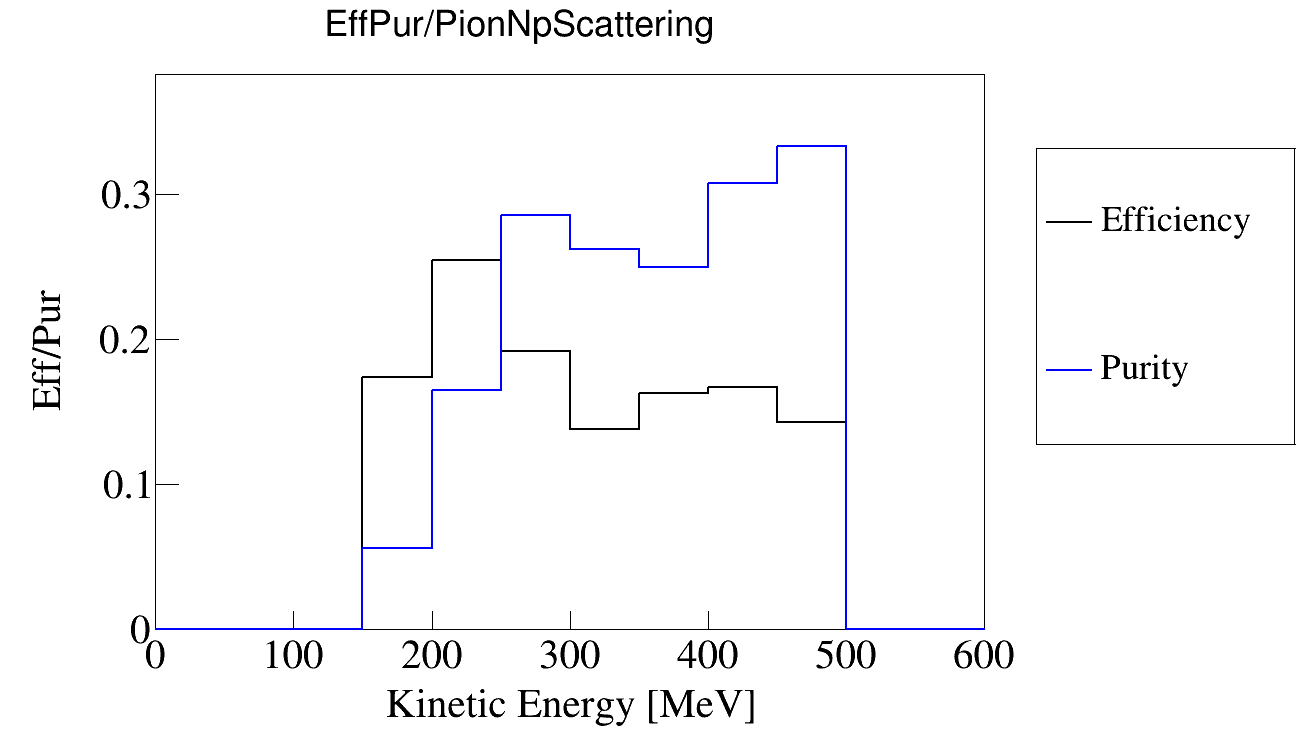 EffPur/PionNpScattering
0.3
0.2
0.1
0
Eff/Pur
0 100 200 300 400 500 600
Kinetic Energy [MeV]
Efficiency
Purity